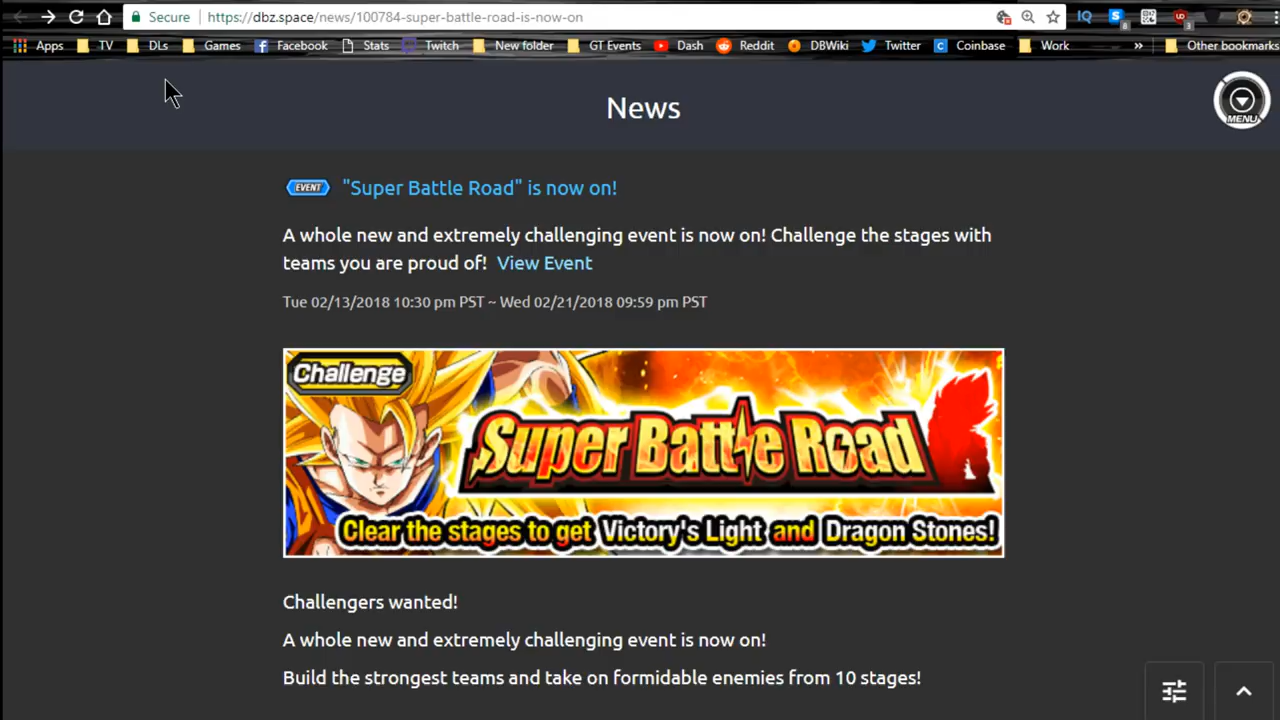 Secure https://dbz.space/news/100784-super-battle-road-is-now-on
Apps TV DLs Games Facebook Stats Twitch New folder GT Events Dash Reddit DBWiki Twitter Coinbase Work » Other bookmarks
News
MENU
EVENT "Super Battle Road" is now on!
A whole new and extremely challenging event is now on! Challenge the stages with
teams you are proud of! View Event
Tue 02/13/2018 10:30 pm PST ~ Wed 02/21/2018 09:59 pm PST
Challenge
Super Battle Road
Clear the stages to get Victory's Light and Dragon Stones!
Challengers wanted!
A whole new and extremely challenging event is now on!
Build the strongest teams and take on formidable enemies from 10 stages!